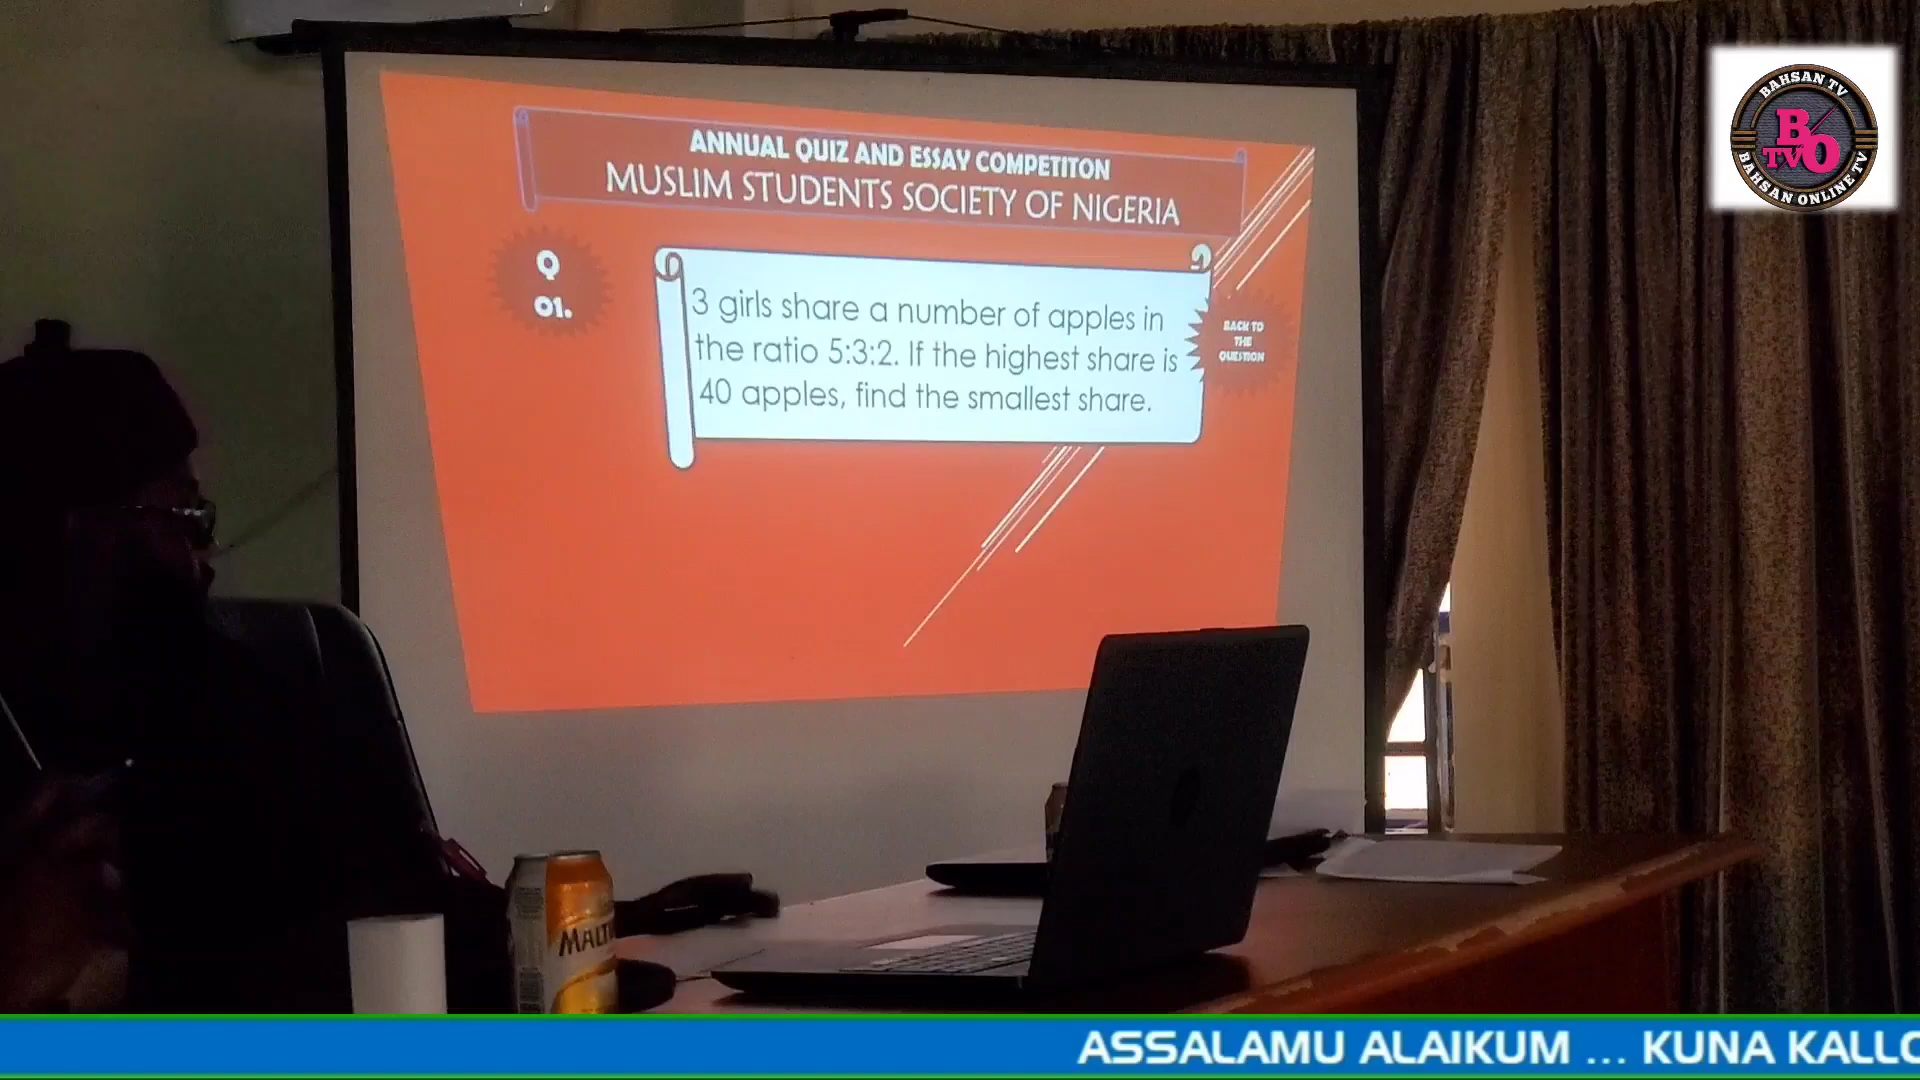 ANNUAL QUIZ AND ESSAY COMPETITON
MUSLIM STUDENTS SOCIETY OF NIGERIA
Q
01.
3 girls share a number of apples in
the ratio 5:3:2. If the highest share is
40 apples, find the smallest share.
BACK TO
THE
QUESTION
BAHSAN TV
B
TVO
BAHSAN ONLINE TV
ASSALAMU ALAIKUM ... KUNA KALLO